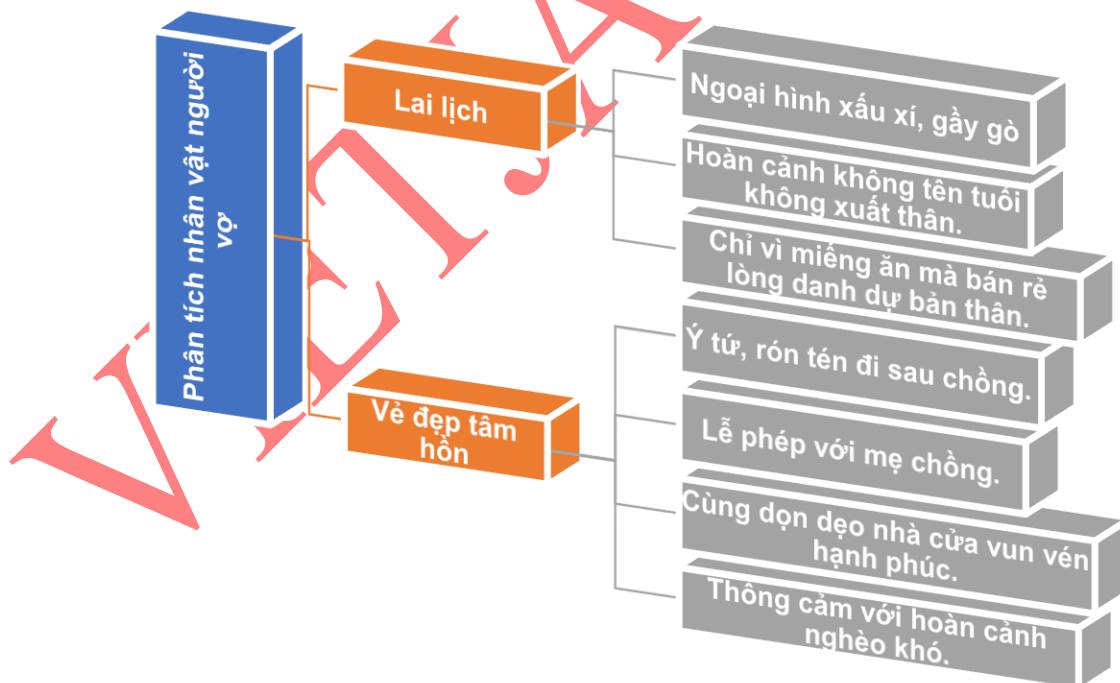 Phân tích nhân vật người
vợ
Lai lịch
Ngoại hình xấu xí, gầy gò
Hoàn cảnh không tên tuổi
không xuất thân.
Chỉ vì miếng ăn mà bán rẻ
lòng danh dự bản thân.
Vẻ đẹp tâm
hồn
Ý tứ, rón tén đi sau chồng.
Lễ phép với mẹ chồng.
Cùng dọn dẹo nhà cửa vun vén
hạnh phúc.
Thông cảm với hoàn cảnh
nghèo khó.